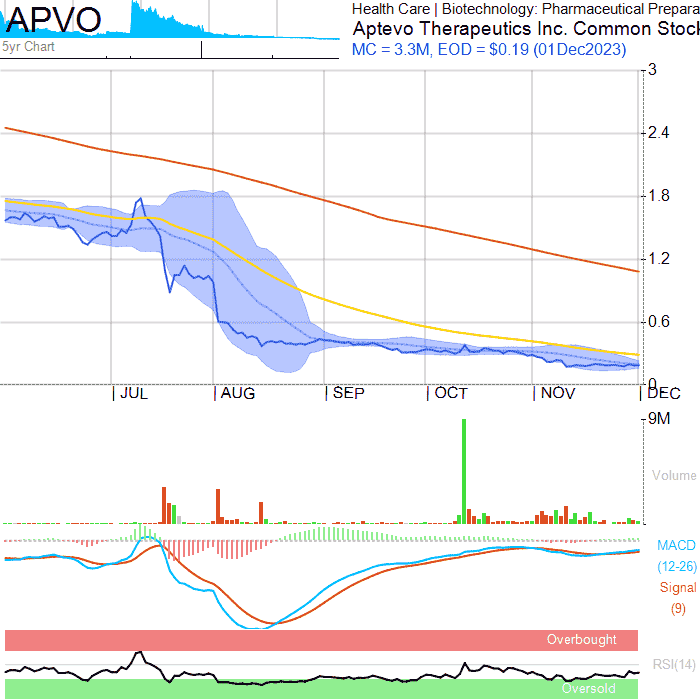 APVO
5yr Chart
Health Care | Biotechnology: Pharmaceutical Prepara
Aptevo Therapeutics Inc. Common Stock
MC = 3.3M, EOD = $0.19 (01Dec2023)
3
2.4
1.8
1.2
0.6
0
JUL AUG SEP OCT NOV DEC
9M
Volume
MACD
(12-26)
Signal
(9)
Overbought
RSI(14)
Oversold